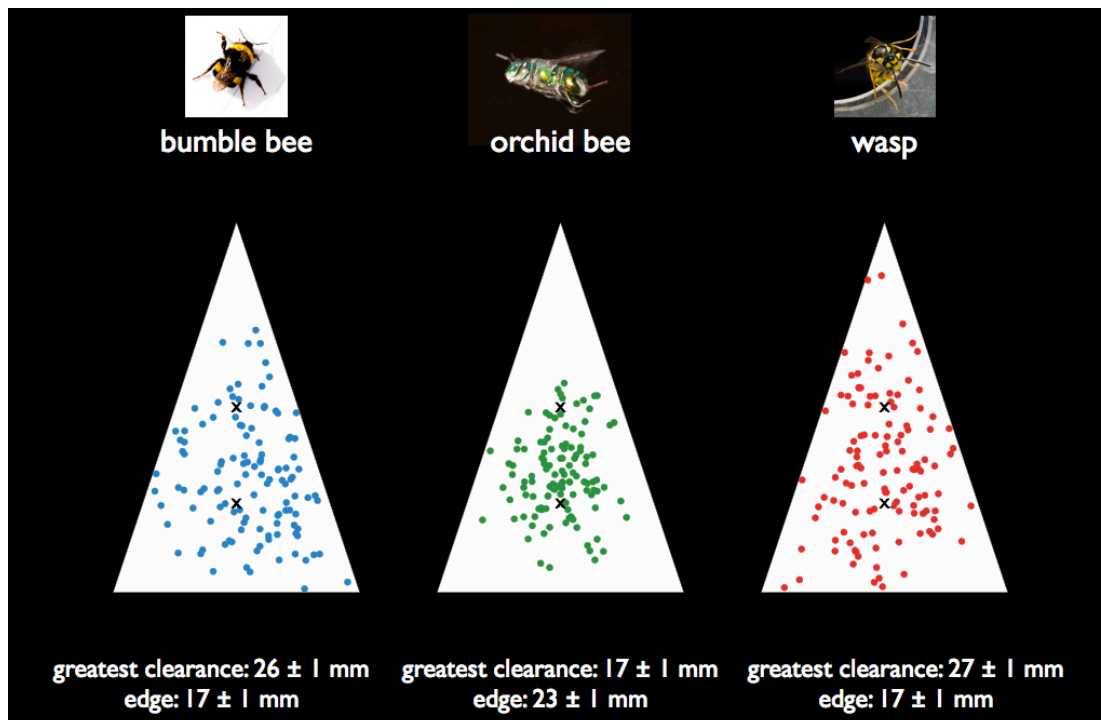 bumble bee
orchid bee
wasp
x
x
x
x
x
x
greatest clearance: 26 ± 1 mm
edge: 17 ± 1 mm
greatest clearance: 17 ± 1 mm
edge: 23 ± 1 mm
greatest clearance: 27 ± 1 mm
edge: 17 ± 1 mm